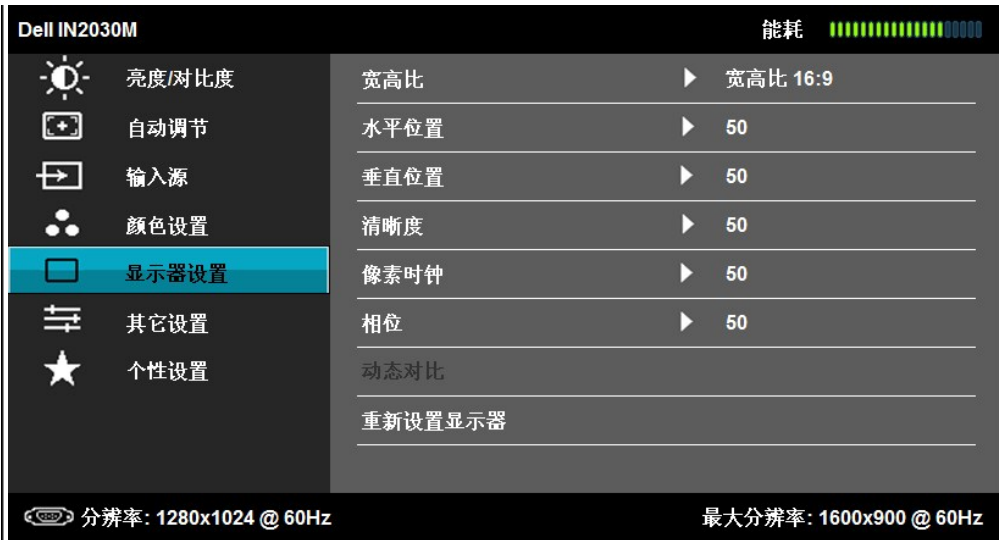 Dell IN2030M 能耗
亮度/对比度
自动调节
输入源
颜色设置
显示器设置
其它设置
个性设置
宽高比 宽高比 16:9
水平位置 50
垂直位置 50
清晰度 50
像素时钟 50
相位 50
动态对比
重新设置显示器
分辨率: 1280x1024 @ 60Hz 最大分辨率: 1600x900 @ 60Hz